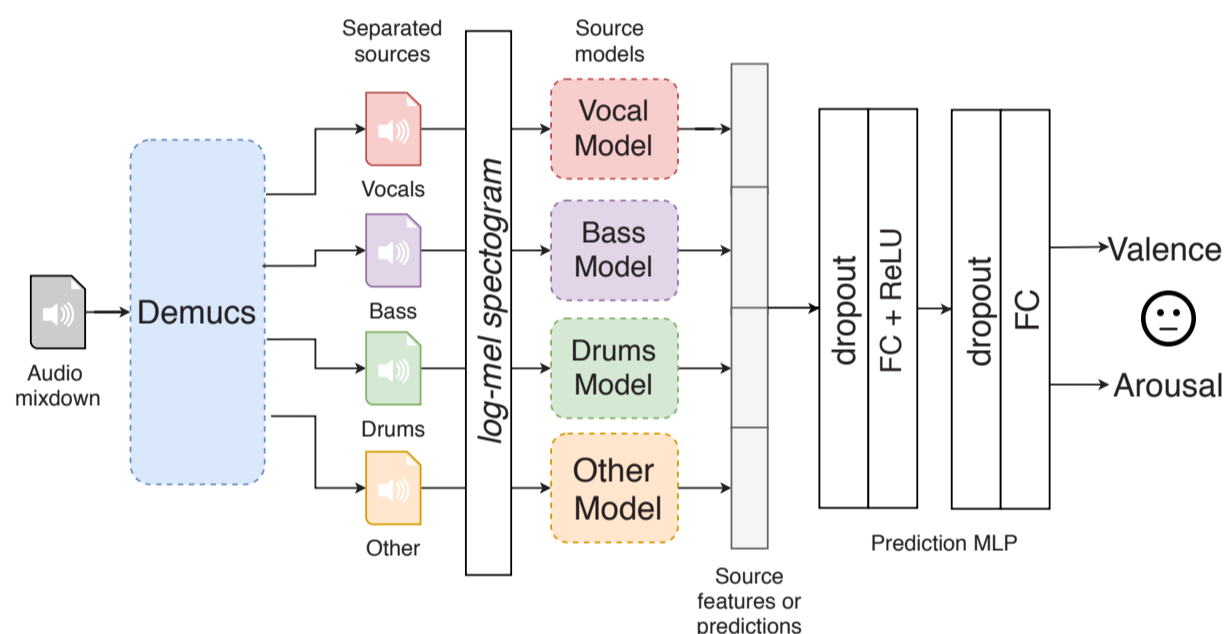 Audio
mixdown
Demucs
Separated
sources
Vocals
Bass
Drums
Other
log-mel spectogram
Source
models
Vocal
Model
Bass
Model
Drums
Model
Other
Model
Source
features or
predictions
dropout
FC + ReLU
dropout
FC
Prediction MLP
Valence
Arousal